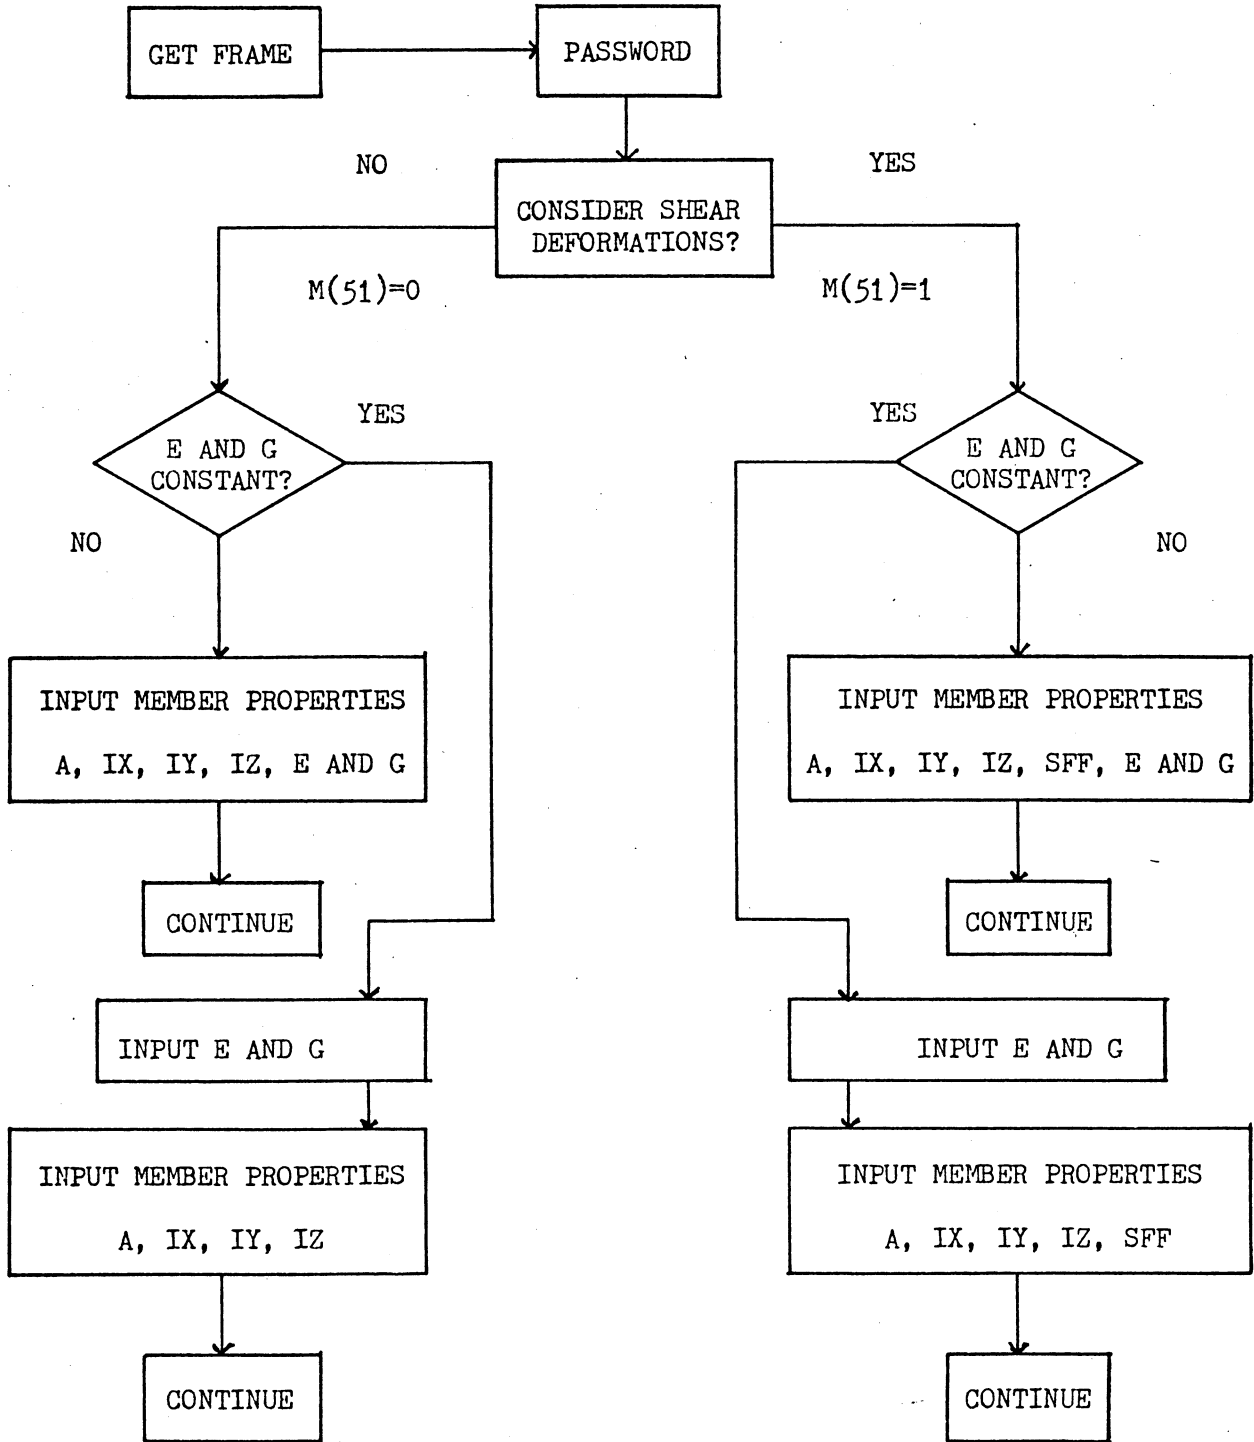 GET FRAME
PASSWORD
NO
YES
CONSIDER SHEAR
DEFORMATIONS?
M(51)=0
M(51)=1
YES
YES
E AND G
CONSTANT?
E AND G
CONSTANT?
NO
NO
INPUT MEMBER PROPERTIES
A, IX, IY, IZ, E AND G
INPUT MEMBER PROPERTIES
A, IX, IY, IZ, SFF, E AND G
CONTINUE
CONTINUE
INPUT E AND G
INPUT E AND G
INPUT MEMBER PROPERTIES
A, IX, IY, IZ
INPUT MEMBER PROPERTIES
A, IX, IY, IZ, SFF
CONTINUE
CONTINUE